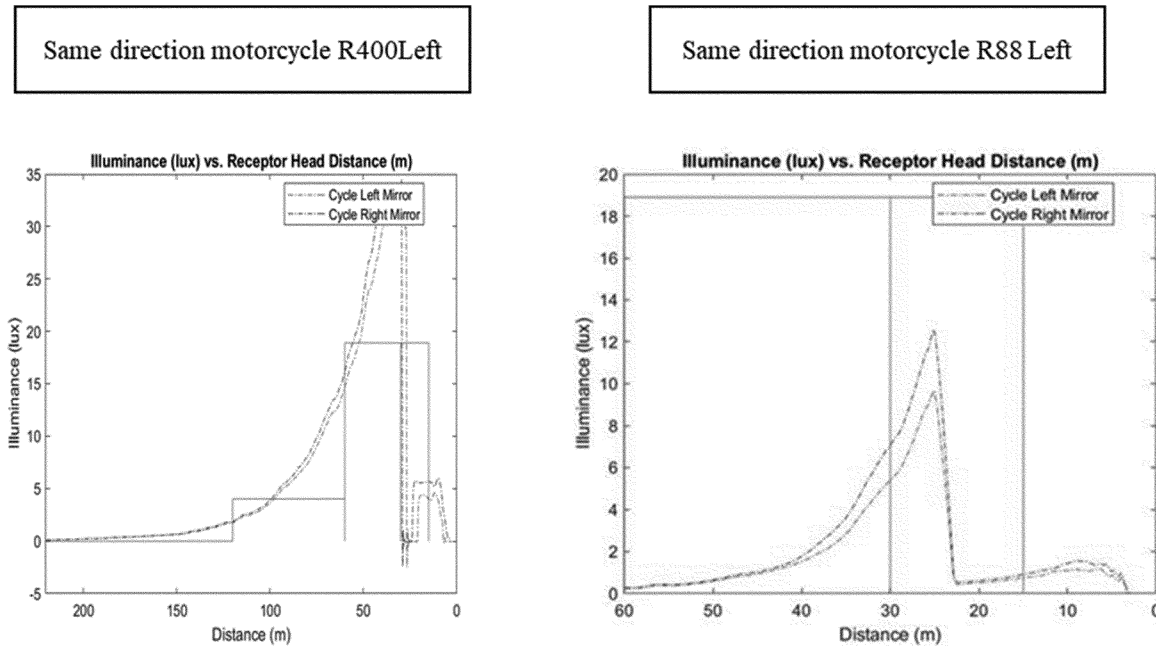 Same direction motorcycle R400Left
Same direction motorcycle R88 Left
Illuminance (lux) vs. Receptor Head Distance (m)
35
30
25
20
15
10
5
0
-5
Illuminance (lux)
Cycle Left Mirror
Cycle Right Mirror
200
150
100
50
0
Distance (m)
Illuminance (lux) vs. Receptor Head Distance (m)
20
18
16
14
12
10
8
6
4
2
0
Illuminance (lux)
Cycle Left Mirror
Cycle Right Mirror
60
50
40
30
20
10
0
Distance (m)